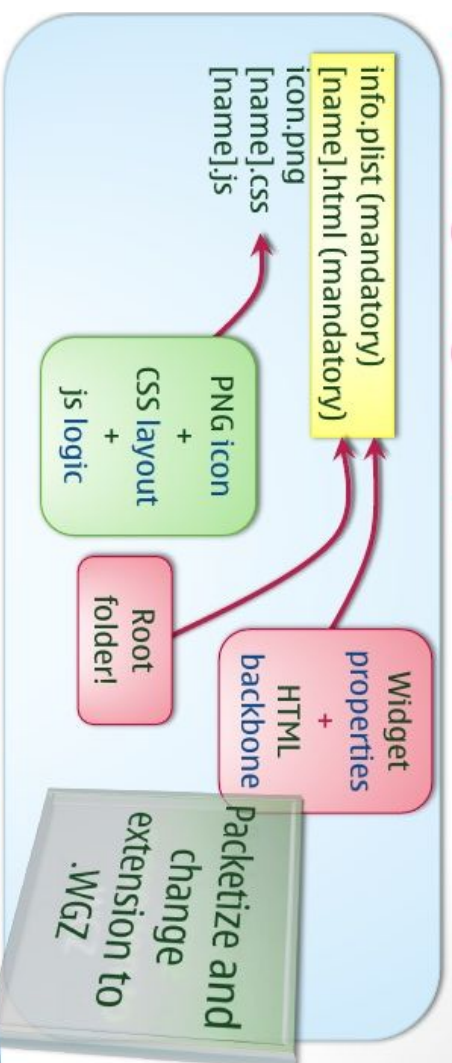 info.plist (mandatory)
[name].html (mandatory)
icon.png
[name].css
[name].js
Widget
properties
+
HTML
backbone
Root
folder!
PNG icon
+
CSS layout
+
js logic
Packetize and
change
extension to
.WGZ